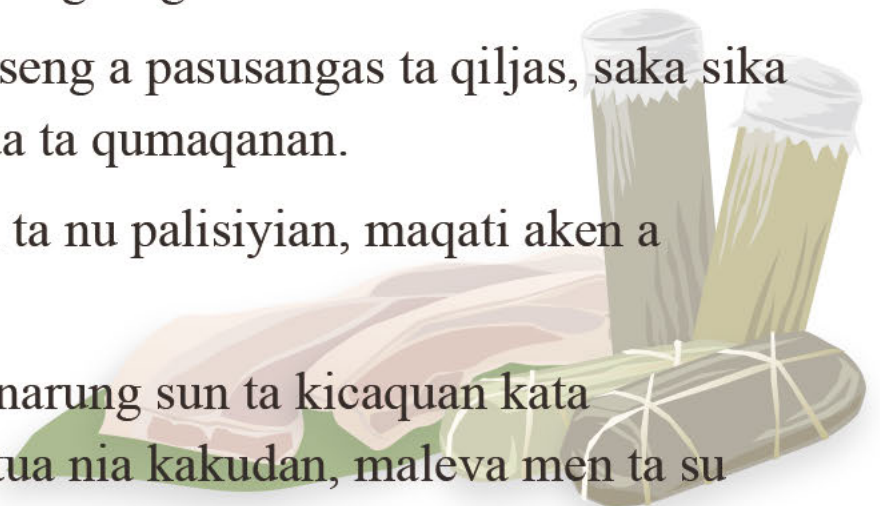 seng a pasusangas ta qiljas, saka sika
ta qumaqanan.
ta nu palisiyian, maqati aken a
narung sun ta kicaquan kata
nia kakudan, maleva men ta su